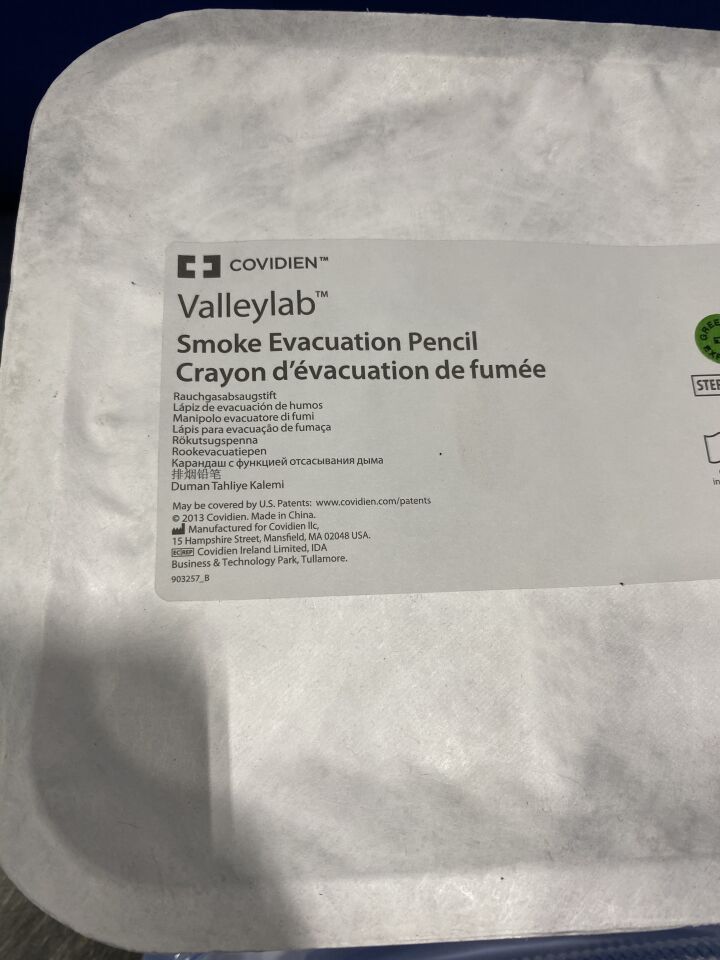 COVIDIEN™
Valleylab™
Smoke Evacuation Pencil
Crayon d'évacuation de fumée
Rauchgasabsaugstift
Lápiz de evacuación de humos
Manipolo evacuatore di fumi
Lápis para evacuação de fumaça
Rökutsugspenna
Rookevacuatiepen
Карандаш с функцией отсасывания дыма
排烟铅笔
Duman Tahliye Kalemi
May be covered by U.S. Patents: www.covidien.com/patents
© 2013 Covidien. Made in China.
Manufactured for Covidien llc,
15 Hampshire Street, Mansfield, MA 02048 USA.
EC REP Covidien Ireland Limited, IDA
Business & Technology Park, Tullamore.
903257_B
GREE
STER
in